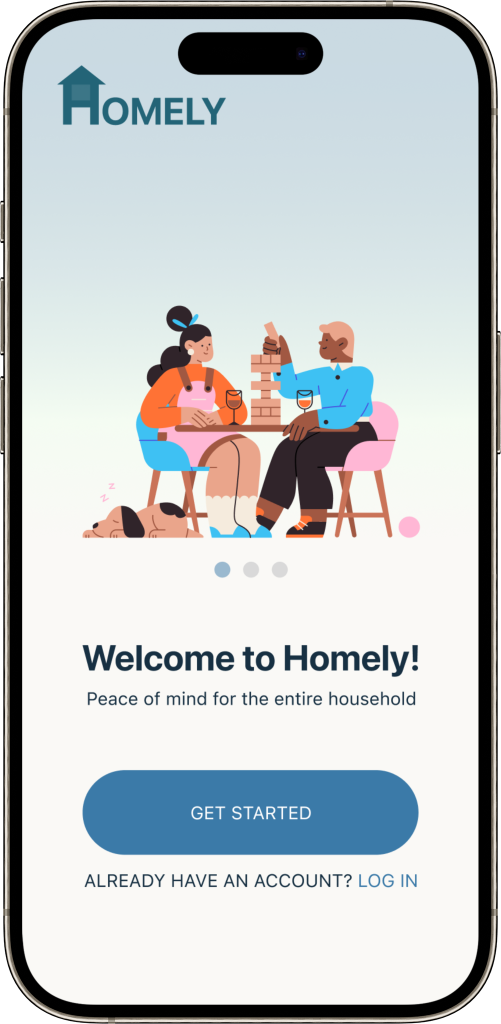 HOMELY
z
z
z
Welcome to Homely!
Peace of mind for the entire household
GET STARTED
ALREADY HAVE AN ACCOUNT? LOG IN